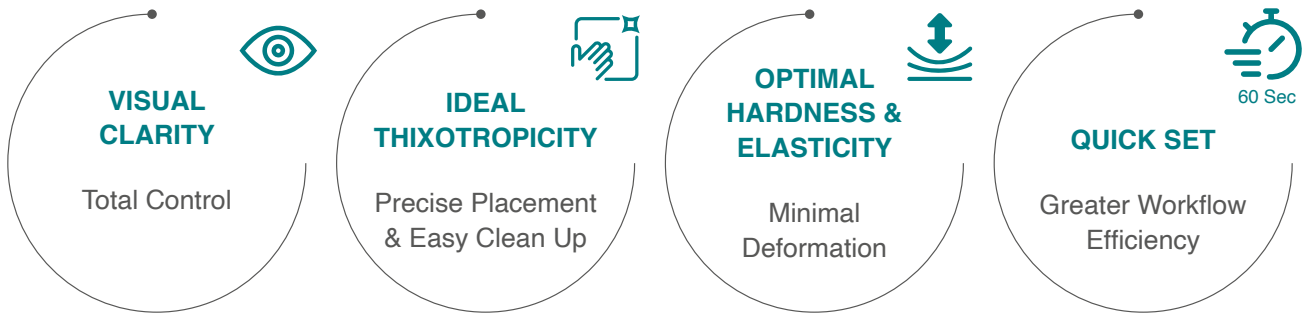 VISUAL
CLARITY
Total Control
IDEAL
THIXOTROPICITY
Precise Placement
& Easy Clean Up
OPTIMAL
HARDNESS &
ELASTICITY
Minimal
Deformation
60 Sec
QUICK SET
Greater Workflow
Efficiency